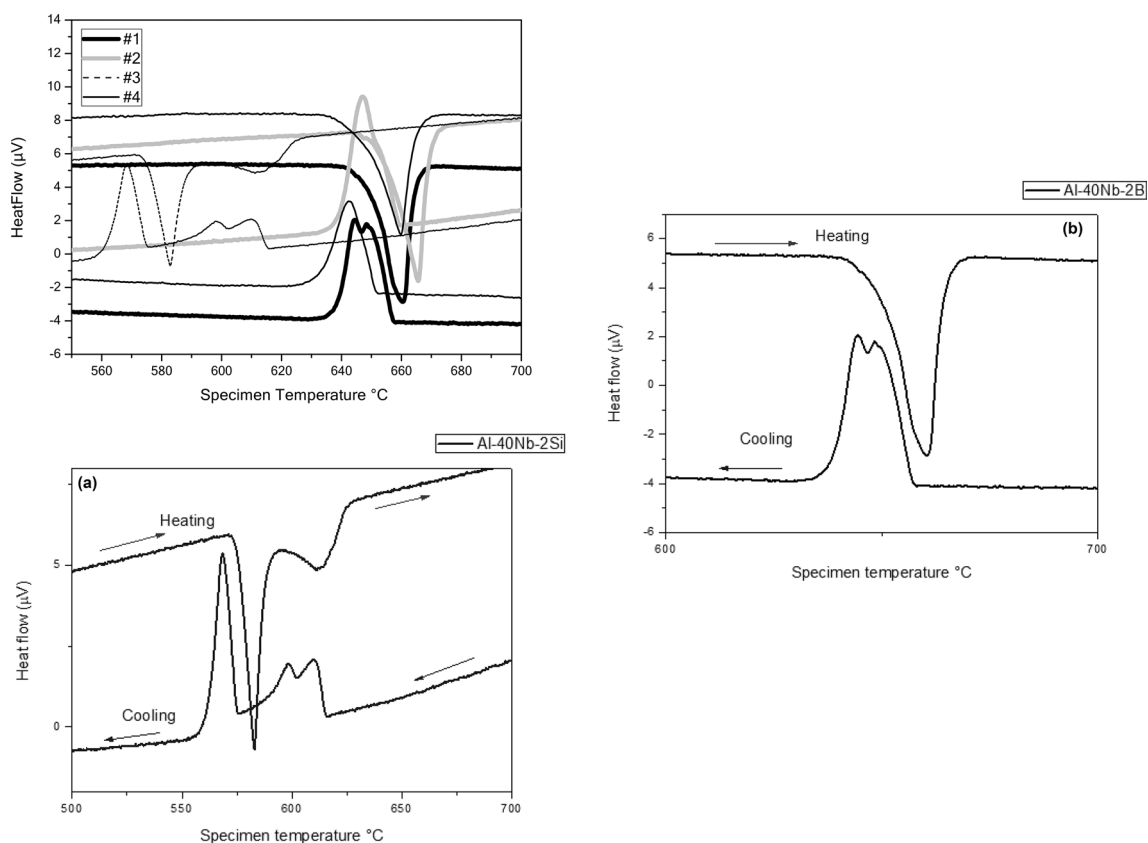 14
12
10
8
6
4
2
0
-2
-4
-6
HeatFlow (μV)
#1
#2
#3
#4
560 580 600 620 640 660 680 700
Specimen Temperature °C
Al-40Nb-2B
(b)
Heating
Cooling
6
4
2
0
-2
-4
-6
Heat flow (μV)
600 700
Specimen temperature °C
Al-40Nb-2Si
(a)
Heating
Cooling
5
0
Heat flow (μV)
500 550 600 650 700
Specimen temperature °C